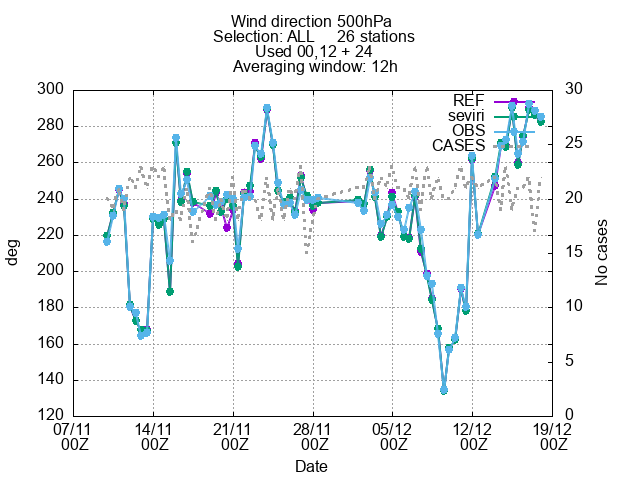 Wind direction 500hPa
Selection: ALL 26 stations
Used 00,12 + 24
Averaging window: 12h
300
280
260
240
220
200
180
160
140
120
deg
30
25
20
15
10
5
0
No cases
REF
seviri
OBS
CASES
07/11 14/11 21/11 28/11 05/12 12/12 19/12
00Z 00Z 00Z 00Z 00Z 00Z 00Z
Date